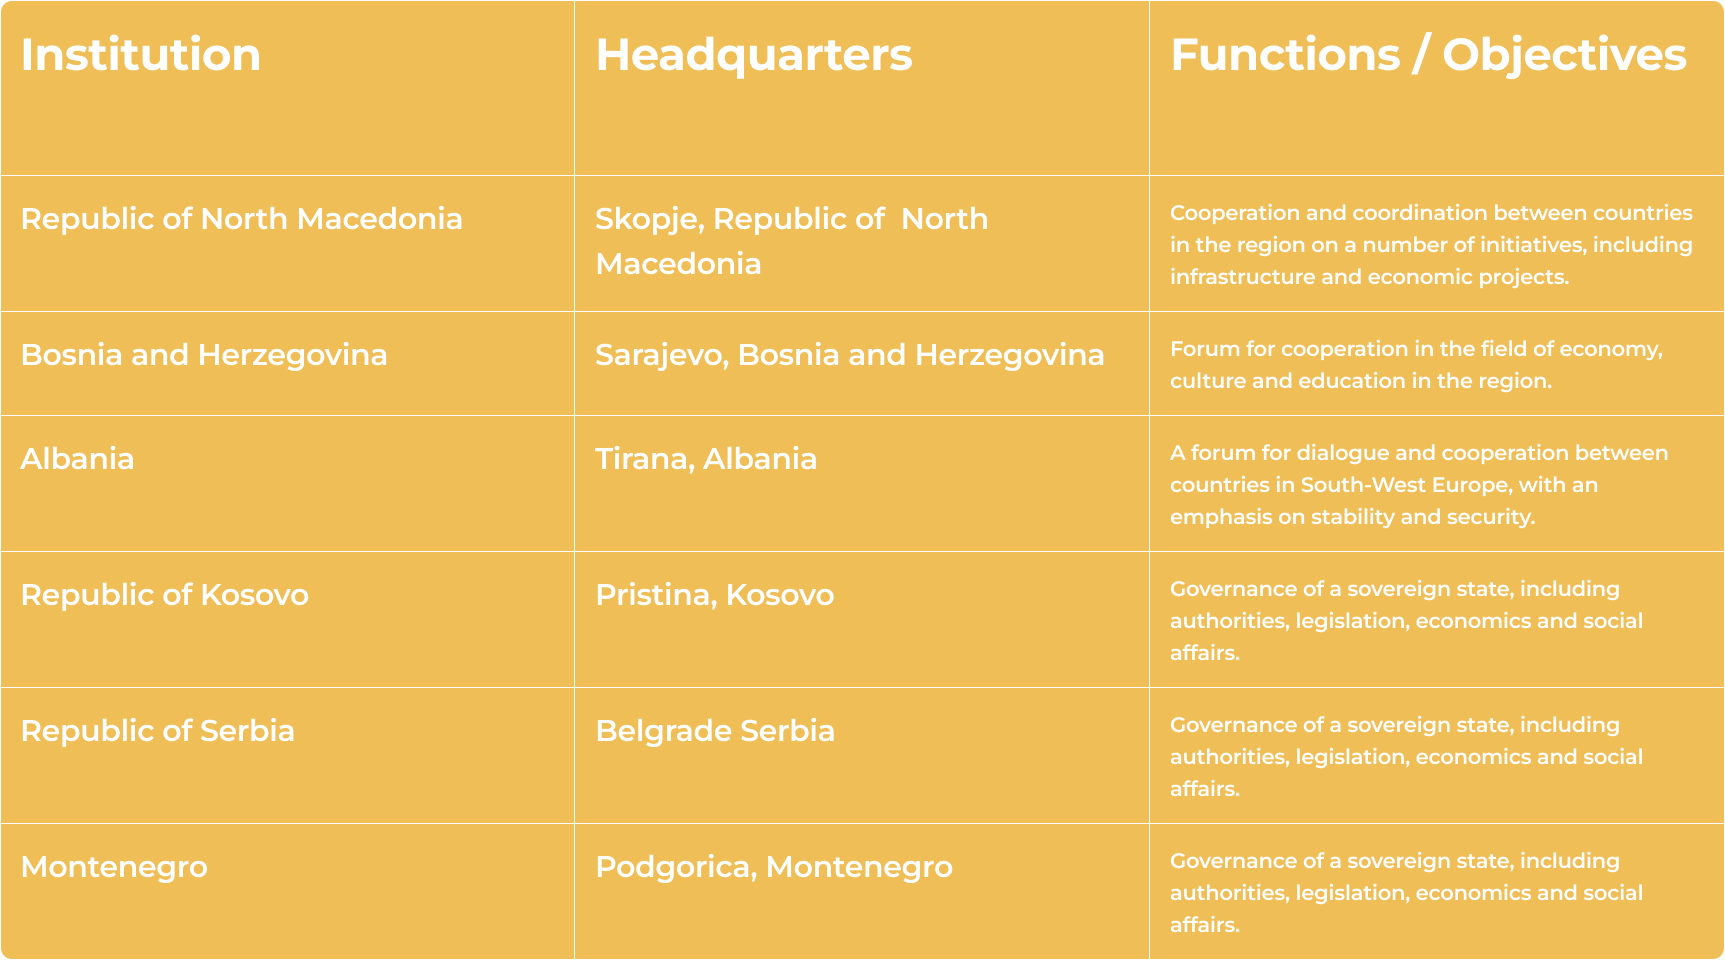 Institution
Headquarters
Functions / Objectives
Republic of North Macedonia
Skopje, Republic of  North
Macedonia
Cooperation and coordination between countries
in the region on a number of initiatives, including
infrastructure and economic projects.
Bosnia and Herzegovina
Sarajevo, Bosnia and Herzegovina
Forum for cooperation in the field of economy,
culture and education in the region.
Albania
Tirana, Albania
A forum for dialogue and cooperation between
countries in South-West Europe, with an
emphasis on stability and security.
Republic of Kosovo
Pristina, Kosovo
Governance of a sovereign state, including
authorities, legislation, economics and social
affairs.
Republic of Serbia
Belgrade Serbia
Governance of a sovereign state, including
authorities, legislation, economics and social
affairs.
Montenegro
Podgorica, Montenegro
Governance of a sovereign state, including
authorities, legislation, economics and social
affairs.